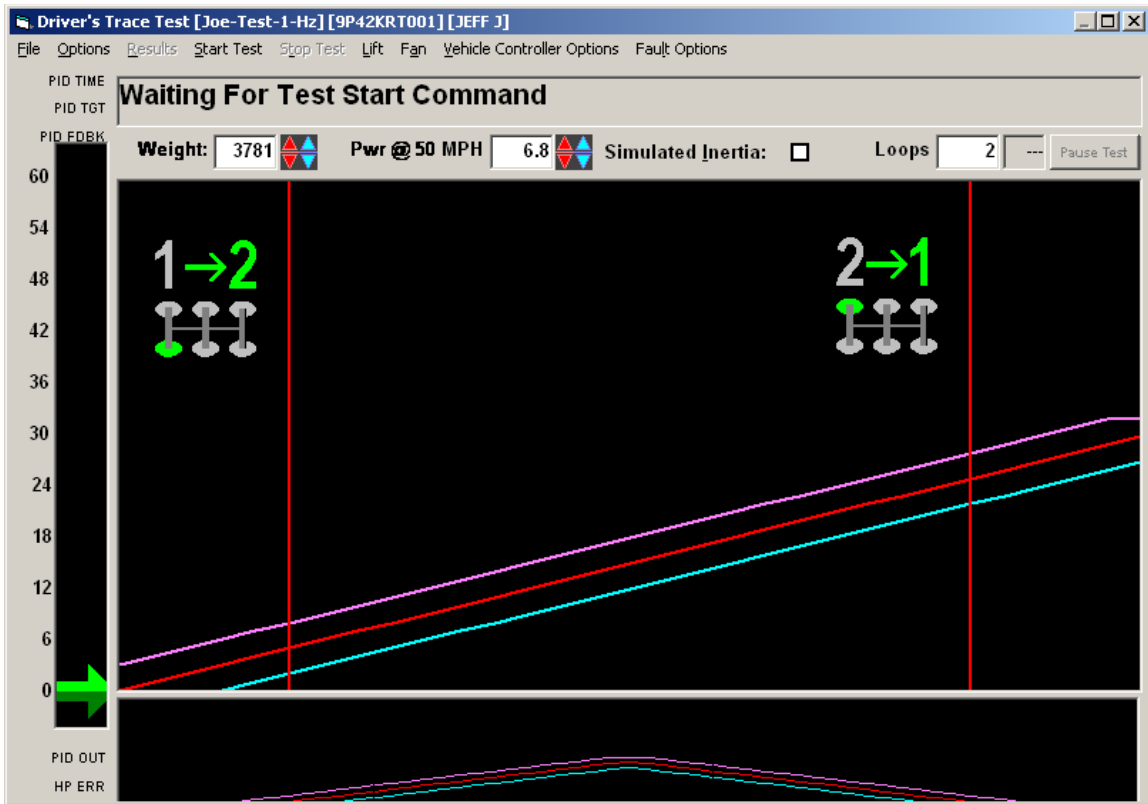 Driver's Trace Test [Joe-Test-1-Hz] [9P42KRT001] [JEFF J]
File Options Results Start Test Stop Test Lift Fan Vehicle Controller Options Fault Options
PID TIME
PID TGT
PID FDBK
Waiting For Test Start Command
Weight: 3781 Pwr @ 50 MPH 6.8 Simulated Inertia: Loops 2 --- Pause Test
60
54
48
42
36
30
24
18
12
6
0
1→2
2→1
PID OUT
HP ERR